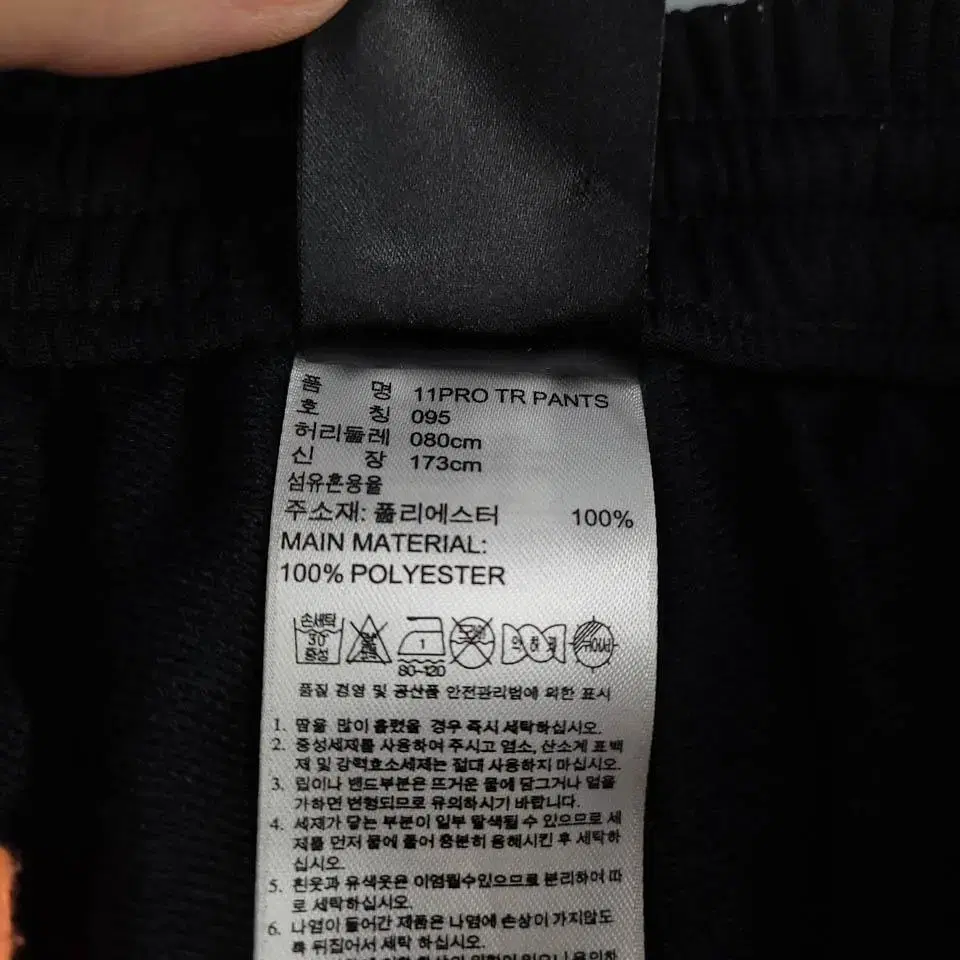 품 명 11PRO TR PANTS
호 칭 095
허리둘레 080cm
신 장 173cm
섬유혼용율
주소재: 폴리에스터 100%
MAIN MATERIAL:
100% POLYESTER
손세탁 30 중성 1 80-120 드라이 약하게 옷걸이
품질 경영 및 공산품 안전관리법에 의한 표시
1. 땀을 많이 흘렸을 경우 즉시 세탁하십시오.
2. 중성세제를 사용하여 주시고 염소, 산소계 표백
제 및 강력효소세제는 절대 사용하지 마십시오.
3. 립이나 밴드부분은 뜨거운 물에 담그거나 열을
가하면 변형되므로 유의하시기 바랍니다.
4. 세제가 닿는 부분이 일부 탈색될 수 있으므로 세
제를 먼저 물에 풀어 충분히 용해시킨 후 세탁하
십시오.
5. 흰옷과 유색옷은 이염될수있으므로 분리하여 따
로 세탁하십시오.
6. 나염이 들어간 제품은 나염에 손상이 가지않도
록 뒤집어서 세탁 하십시오.